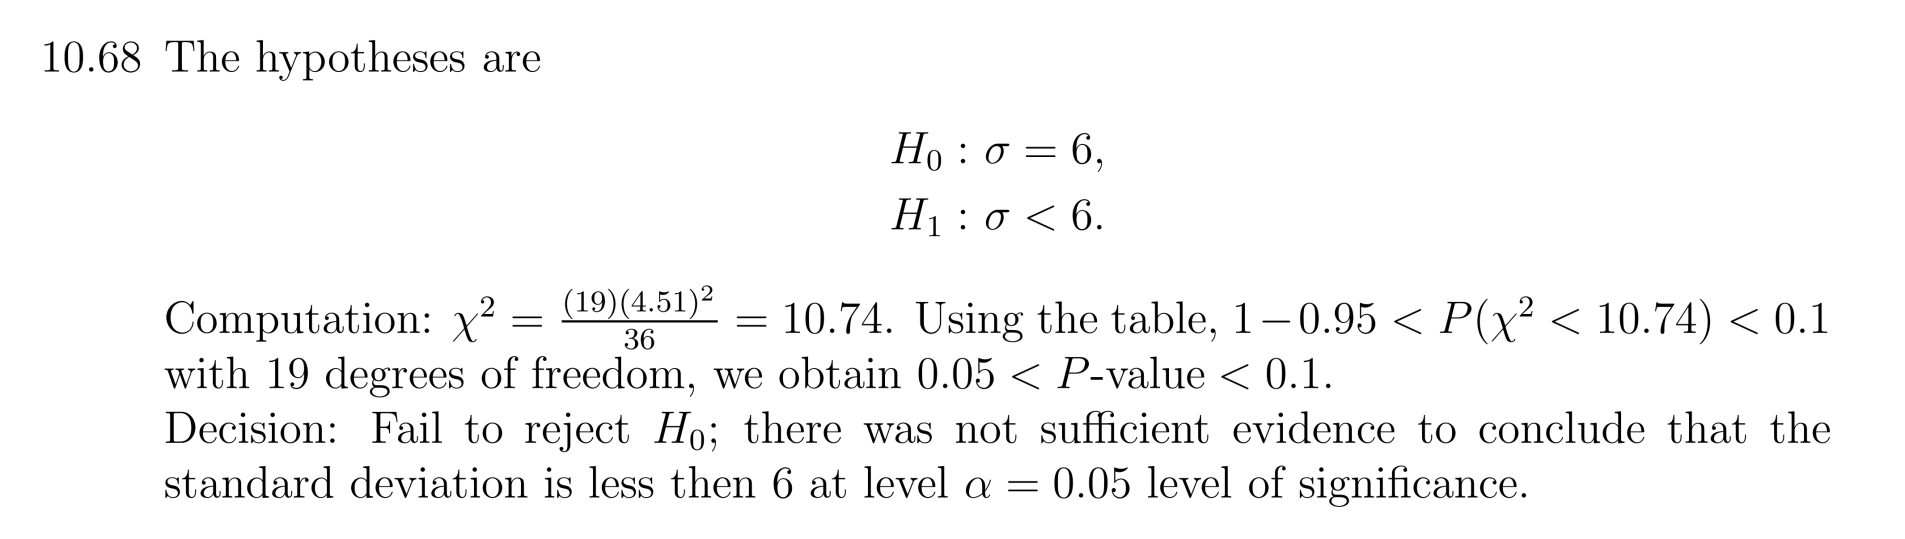 10.68 The hypotheses are
H₀ : σ = 6,
H₁ : σ < 6.
Computation: χ² = (19)(4.51)²/36 = 10.74. Using the table, 1−0.95 < P(χ² < 10.74) < 0.1
with 19 degrees of freedom, we obtain 0.05 < P-value < 0.1.
Decision: Fail to reject H₀; there was not sufficient evidence to conclude that the
standard deviation is less then 6 at level α = 0.05 level of significance.